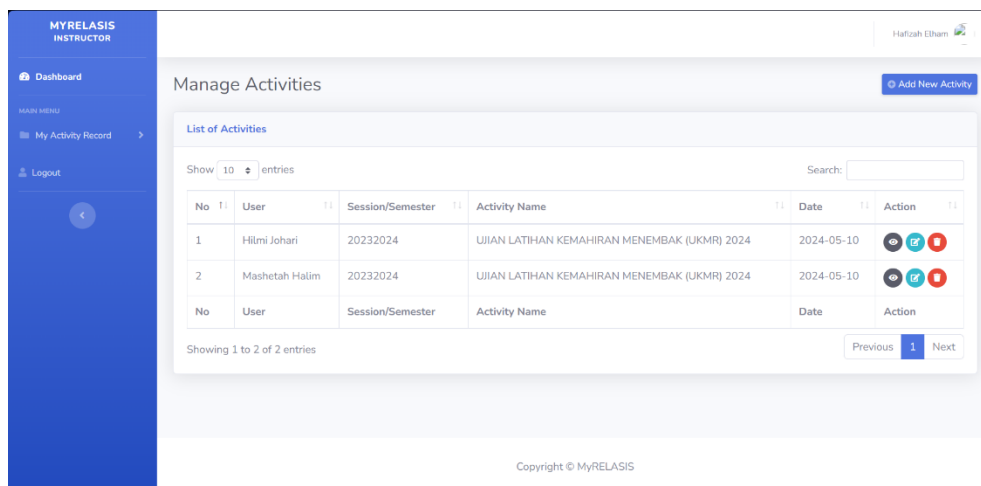 MYRELASIS
INSTRUCTOR
Hafizah Elham
Dashboard
Manage Activities
Add New Activity
MAIN MENU
My Activity Record
List of Activities
Logout
Show 10 entries
Search:
No User Session/Semester Activity Name Date Action
1 Hilmi Johari 20232024 UJIAN LATIHAN KEMAHIRAN MENEMBAK (UKMR) 2024 2024-05-10
2 Mashetah Halim 20232024 UJIAN LATIHAN KEMAHIRAN MENEMBAK (UKMR) 2024 2024-05-10
No User Session/Semester Activity Name Date Action
Showing 1 to 2 of 2 entries
Previous 1 Next
Copyright © MyRELASIS